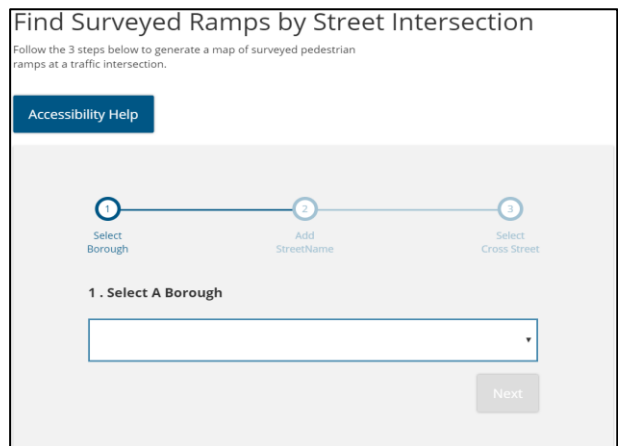 Find Surveyed Ramps by Street Intersection
Follow the 3 steps below to generate a map of surveyed pedestrian
ramps at a traffic intersection.
Accessibility Help
1
2
3
Select
Borough
Add
StreetName
Select
Cross Street
1 . Select A Borough
Next